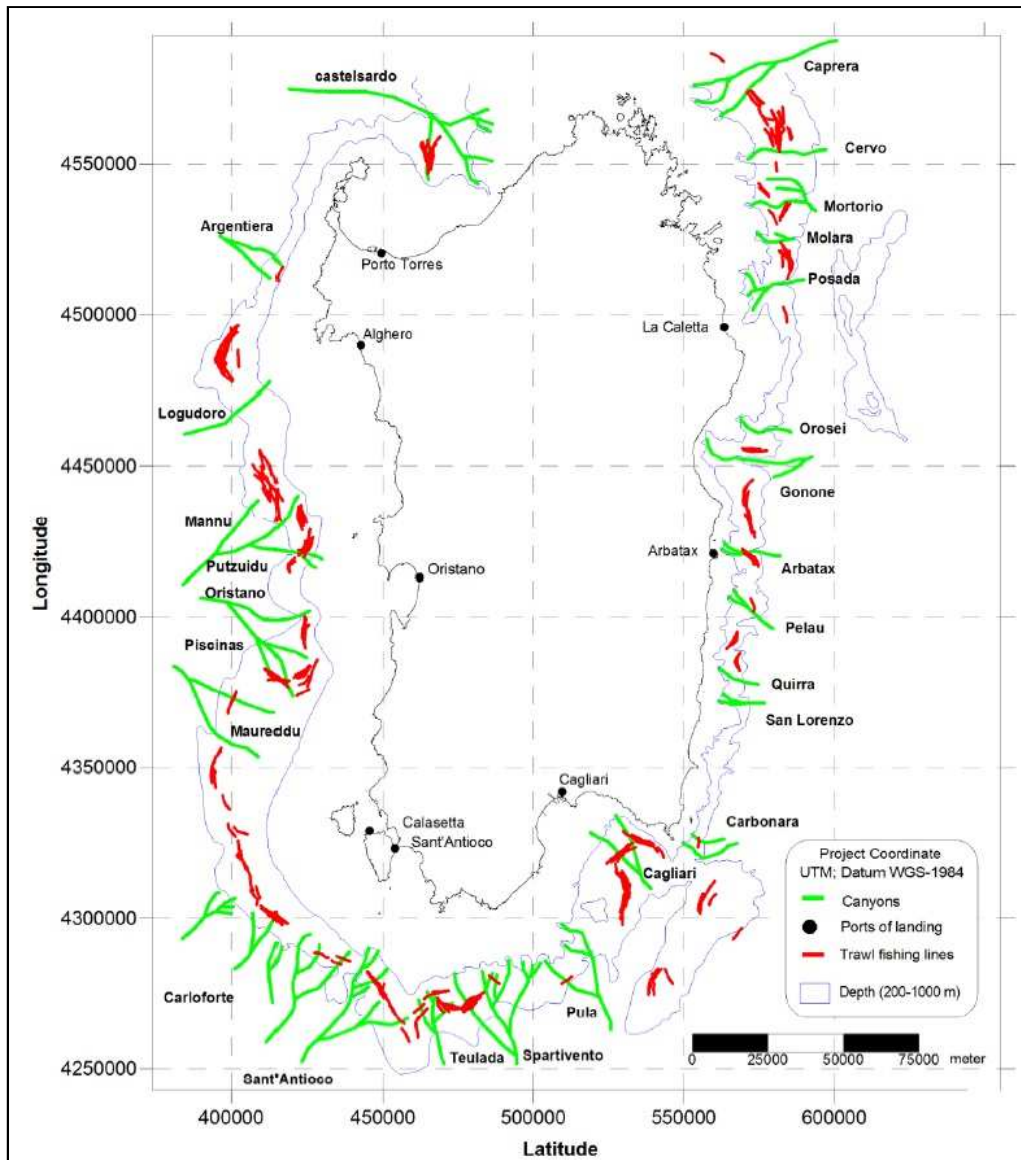 castelsardo
Caprera
4550000
Cervo
Argentiera
Mortorio
Porto Torres
Molara
Posada
4500000
La Caletta
Alghero
Logudoro
Orosei
4450000
Gonone
Mannu
Arbatax
Arbatax
Putzuidu
Oristano
Oristano
Longitude
4400000
Pelau
Piscinas
Quirra
San Lorenzo
Maureddu
4350000
Cagliari
Calasetta
Sant'Antioco
Carbonara
Cagliari
Project Coordinate
UTM; Datum WGS-1984
Canyons
Ports of landing
Trawl fishing lines
Depth (200-1000 m)
4300000
Carloforte
Pula
Spartivento
Teulada
Sant"Antioco
0 25000 50000 75000 meter
4250000
400000 450000 500000 550000 600000
Latitude